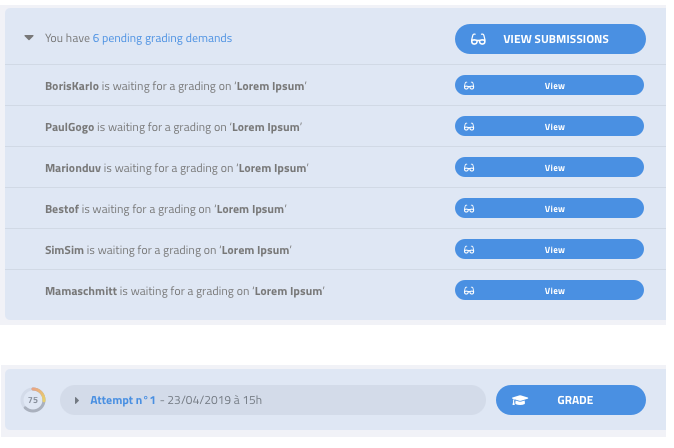 You have 6 pending grading demands
VIEW SUBMISSIONS
BorisKarlo is waiting for a grading on 'Lorem Ipsum'
View
PaulGogo is waiting for a grading on 'Lorem Ipsum'
View
Marionduv is waiting for a grading on 'Lorem Ipsum'
View
Bestof is waiting for a grading on 'Lorem Ipsum'
View
SimSim is waiting for a grading on 'Lorem Ipsum'
View
Mamaschmitt is waiting for a grading on 'Lorem Ipsum'
View
75
Attempt n°1 - 23/04/2019 à 15h
GRADE